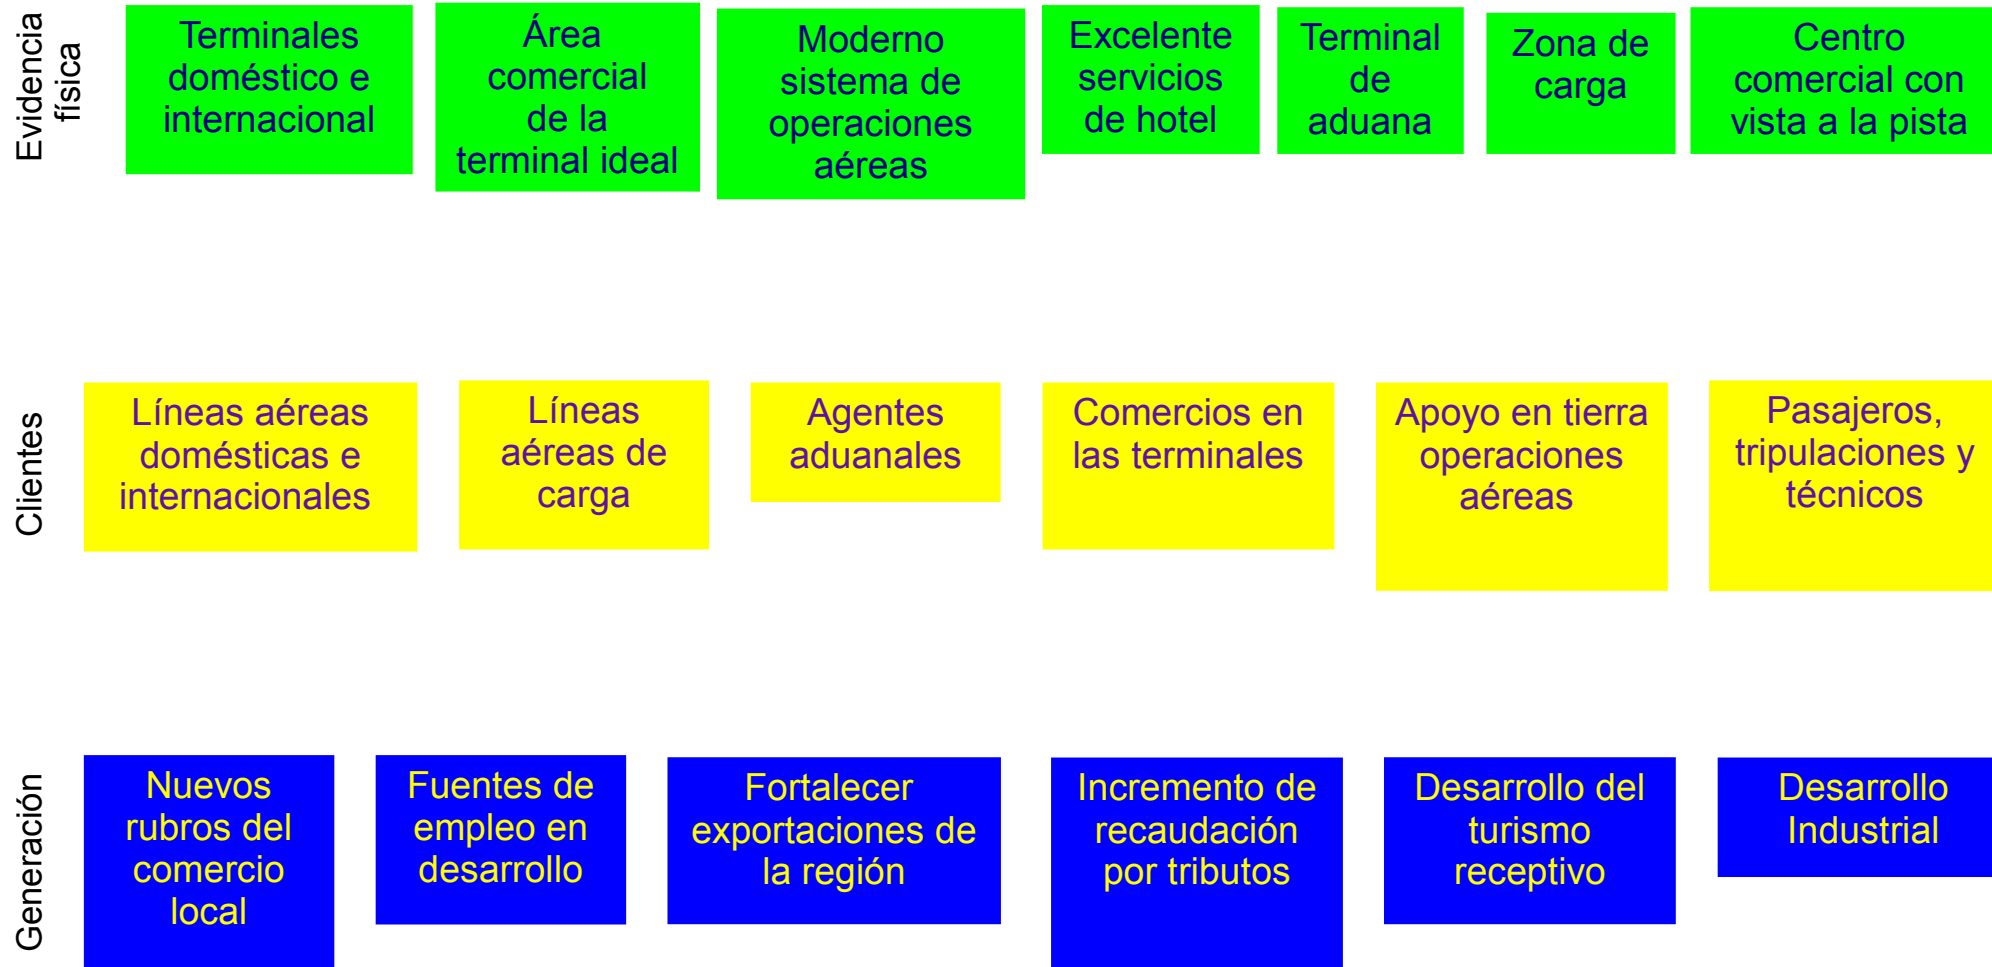 Evidencia
física
Terminales
doméstico e
internacional
Área
comercial
de la
terminal ideal
Moderno
sistema de
operaciones
aéreas
Excelente
servicios
de hotel
Terminal
de
aduana
Zona de
carga
Centro
comercial con
vista a la pista
Clientes
Líneas aéreas
domésticas e
internacionales
Líneas
aéreas de
carga
Agentes
aduanales
Comercios en
las terminales
Apoyo en tierra
operaciones
aéreas
Pasajeros,
tripulaciones y
técnicos
Generación
Nuevos
rubros del
comercio
local
Fuentes de
empleo en
desarrollo
Fortalecer
exportaciones de
la región
Incremento de
recaudación
por tributos
Desarrollo del
turismo
receptivo
Desarrollo
Industrial